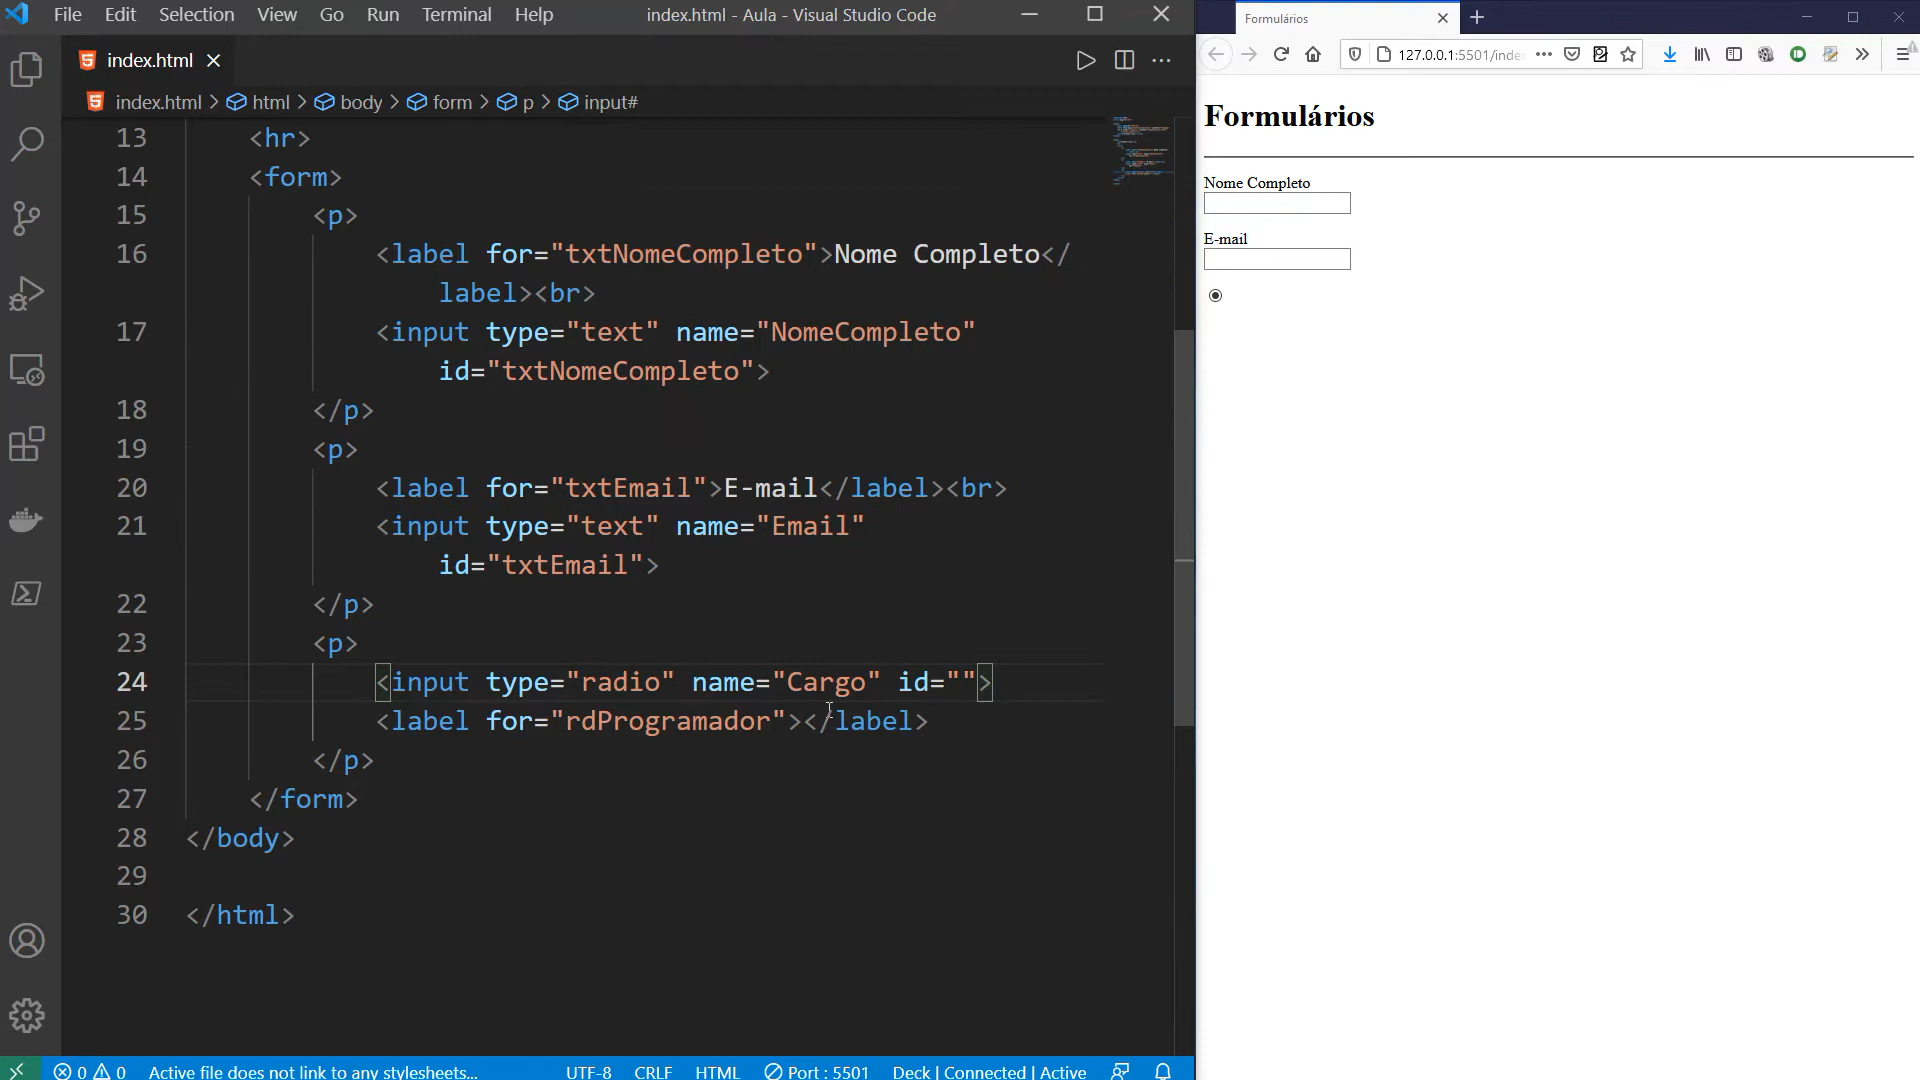 File Edit Selection View Go Run Terminal Help index.html - Aula - Visual Studio Code
index.html
index.html > html > body > form > p > input#
13 <hr>
14 <form>
15 <p>
16 <label for="txtNomeCompleto">Nome Completo</
label><br>
17 <input type="text" name="NomeCompleto"
id="txtNomeCompleto">
18 </p>
19 <p>
20 <label for="txtEmail">E-mail</label><br>
21 <input type="text" name="Email"
id="txtEmail">
22 </p>
23 <p>
24 <input type="radio" name="Cargo" id="">
25 <label for="rdProgramador"></label>
26 </p>
27 </form>
28 </body>
29
30 </html>
0 0 Active file does not link to any stylesheets... UTF-8 CRLF HTML Port : 5501 Deck | Connected | Active
Formulários
127.0.0.1:5501/index
Formulários
Nome Completo
E-mail